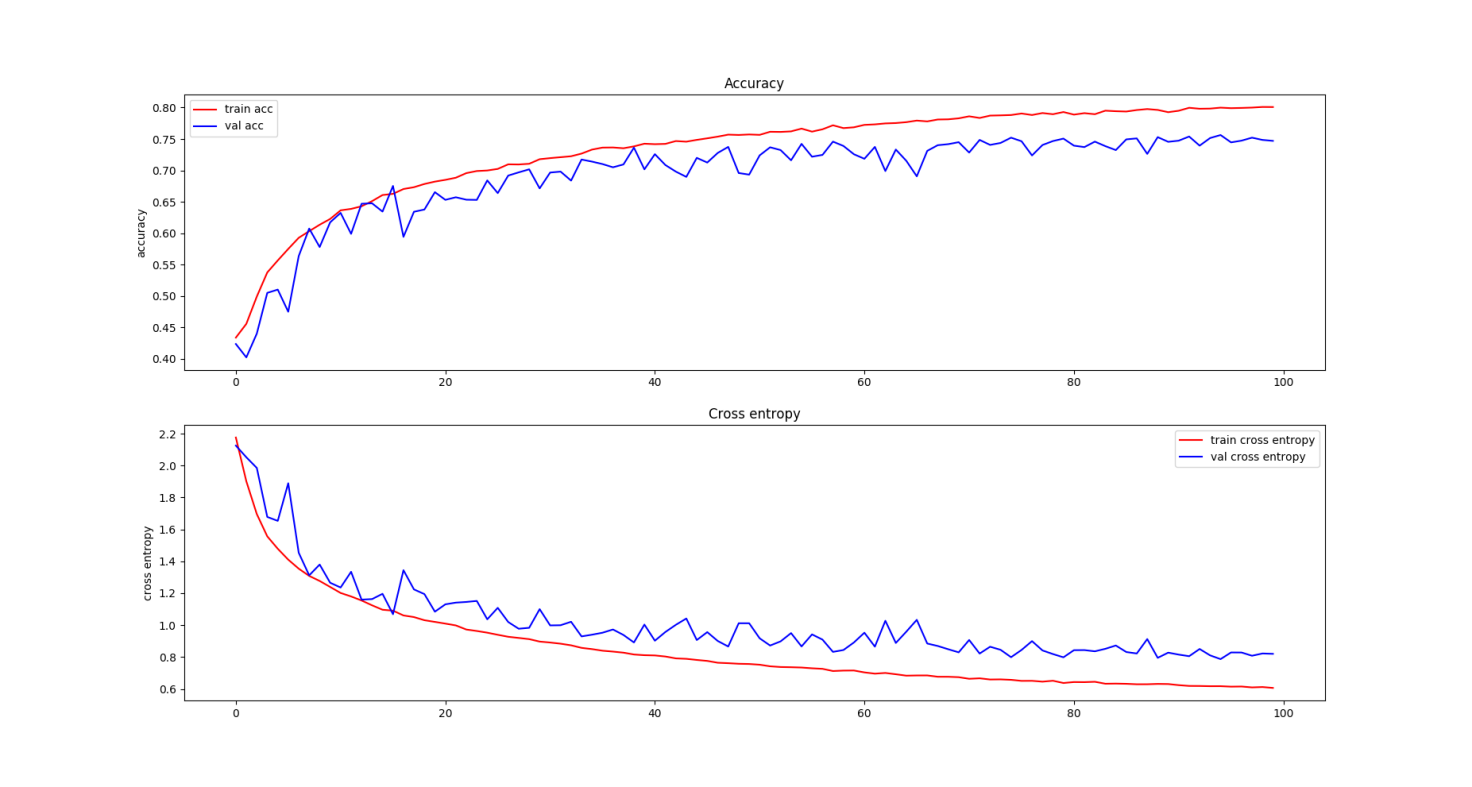 Accuracy
train acc
val acc
accuracy
0.80
0.75
0.70
0.65
0.60
0.55
0.50
0.45
0.40
0 20 40 60 80 100
Cross entropy
train cross entropy
val cross entropy
cross entropy
2.2
2.0
1.8
1.6
1.4
1.2
1.0
0.8
0.6
0 20 40 60 80 100